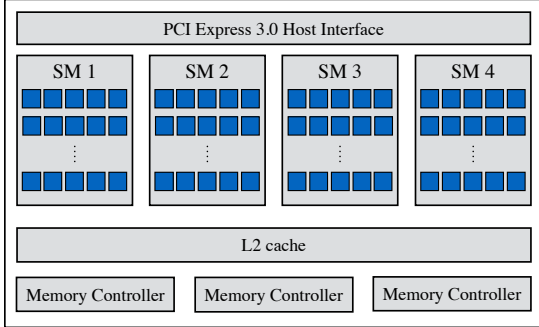 PCI Express 3.0 Host Interface
SM 1 SM 2 SM 3 SM 4
L2 cache
Memory Controller Memory Controller Memory Controller